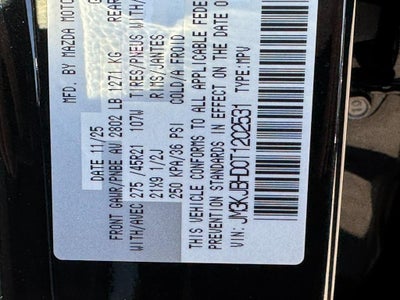 MFD. BY MAZDA MOTOR
DATE 11/25
FRONT GAWR/PNBE AV 2802 LB 1271 KG REAR
WITH/AVEC 275 /45R21 107W TIRES/PNEUS WITH/
21X9 1/2J RIMS/JANTES
250 KPA/36 PSI COLD/A FROID
THIS VEHICLE CONFORMS TO ALL APPLICABLE FEDE
PREVENTION STANDARDS IN EFFECT ON THE DATE O
VIN: JM3KJBHD0T1202531 TYPE: MPV